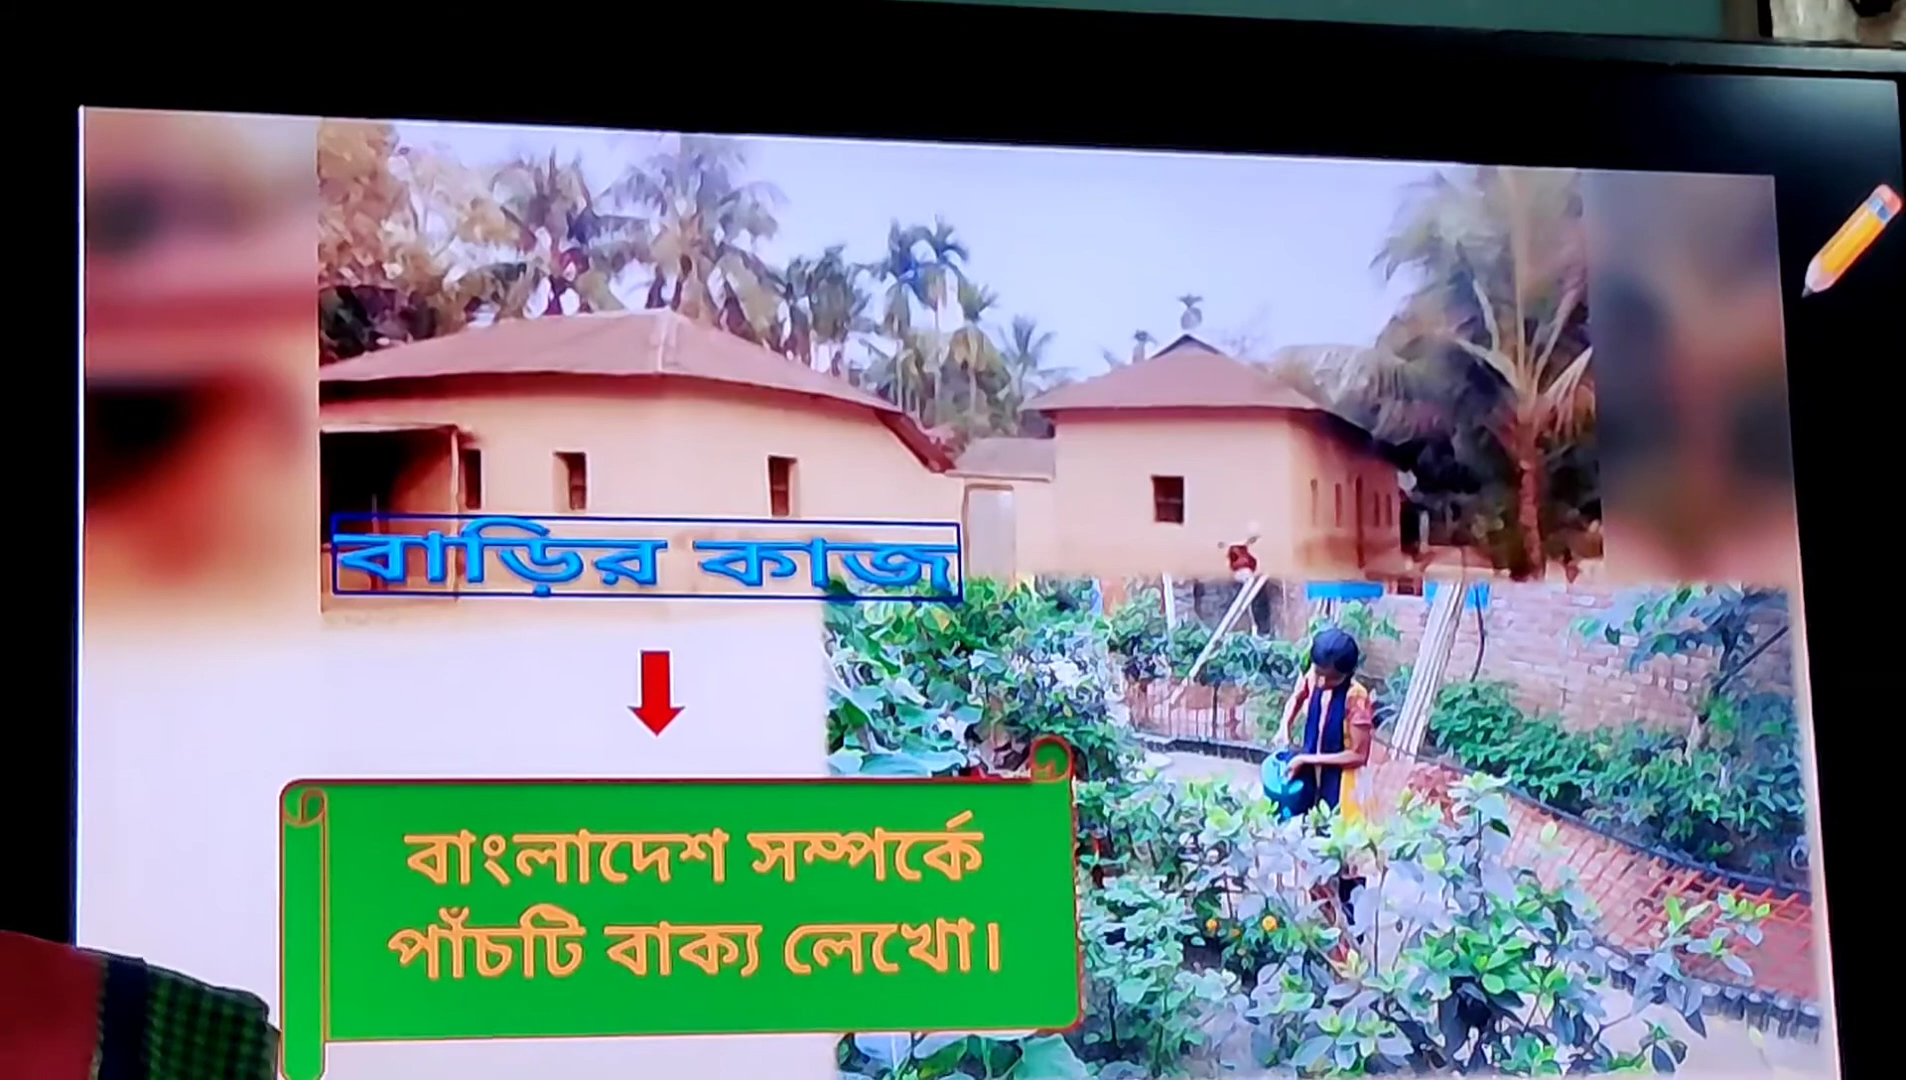 বাড়ির কাজ
বাংলাদেশ সম্পর্কে
পাঁচটি বাক্য লেখো।